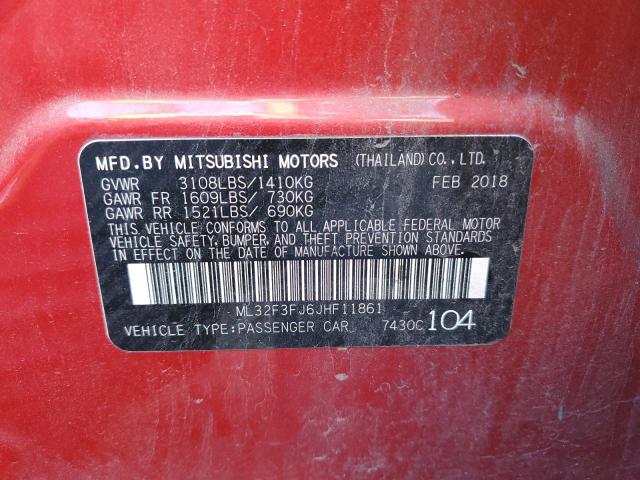 MFD.BY MITSUBISHI MOTORS (THAILAND)CO.,LTD.
GVWR 3108LBS/1410KG FEB 2018
GAWR FR 1609LBS/ 730KG
GAWR RR 1521LBS/ 690KG
THIS VEHICLE CONFORMS TO ALL APPLICABLE FEDERAL MOTOR
VEHICLE SAFETY, BUMPER, AND THEFT PREVENTION STANDARDS
IN EFFECT ON THE DATE OF MANUFACTURE SHOWN ABOVE.
ML32F3FJ6JHF11861
VEHICLE TYPE:PASSENGER CAR 7430C 104